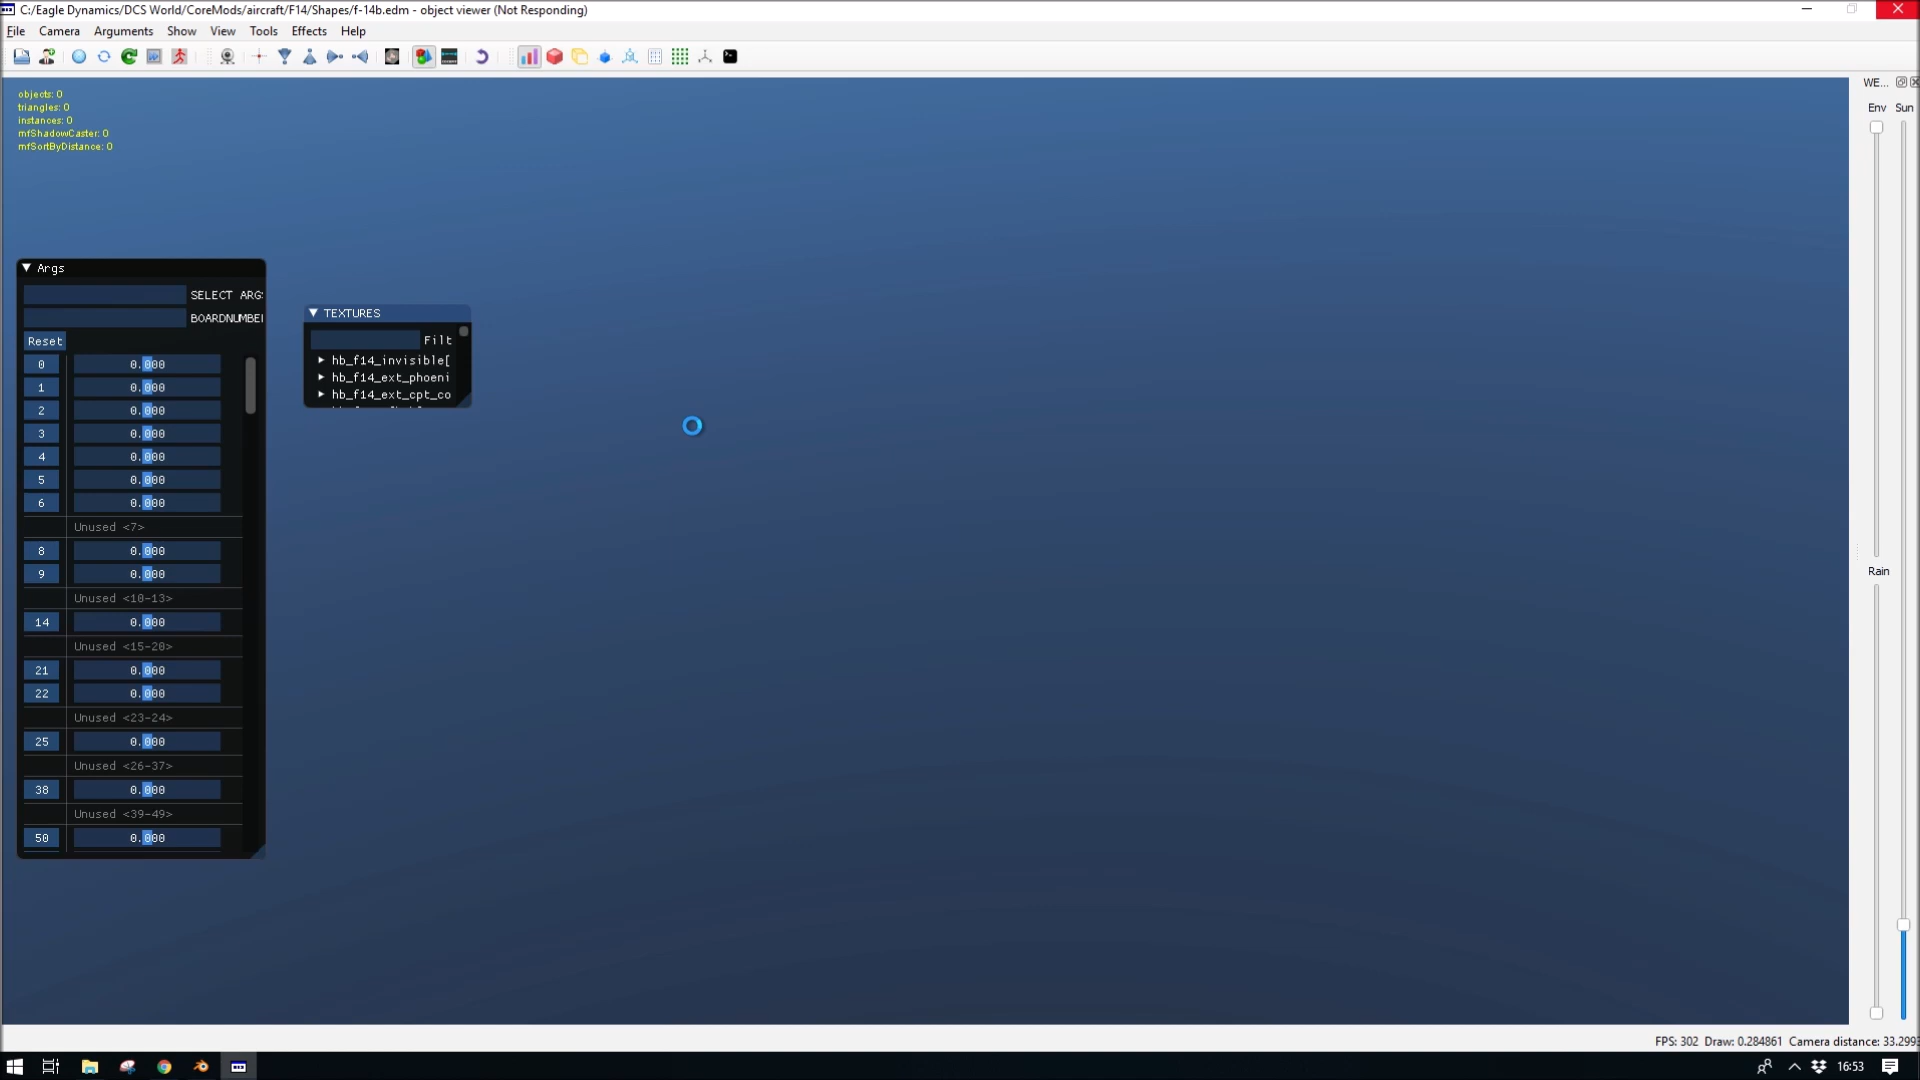 C:/Eagle Dynamics/DCS World/CoreMods/aircraft/F14/Shapes/f-14b.edm - object viewer (Not Responding)
File Camera Arguments Show View Tools Effects Help
objects: 0
triangles: 0
instances: 0
mfShadowCaster: 0
mfSortByDistance: 0
WE...
Env Sun
Args
SELECT ARG
BOARDNUMBE
Reset
0 0.000
1 0.000
2 0.000
3 0.000
4 0.000
5 0.000
6 0.000
Unused <7>
8 0.000
9 0.000
Unused <10-13>
14 0.000
Unused <15-20>
21 0.000
22 0.000
Unused <23-24>
25 0.000
Unused <26-37>
38 0.000
Unused <39-49>
50 0.000
TEXTURES
Filt
hb_f14_invisible[
hb_f14_ext_phoeni
hb_f14_ext_cpt_co
Rain
FPS: 302 Draw: 0.284861 Camera distance: 33.299
16:53